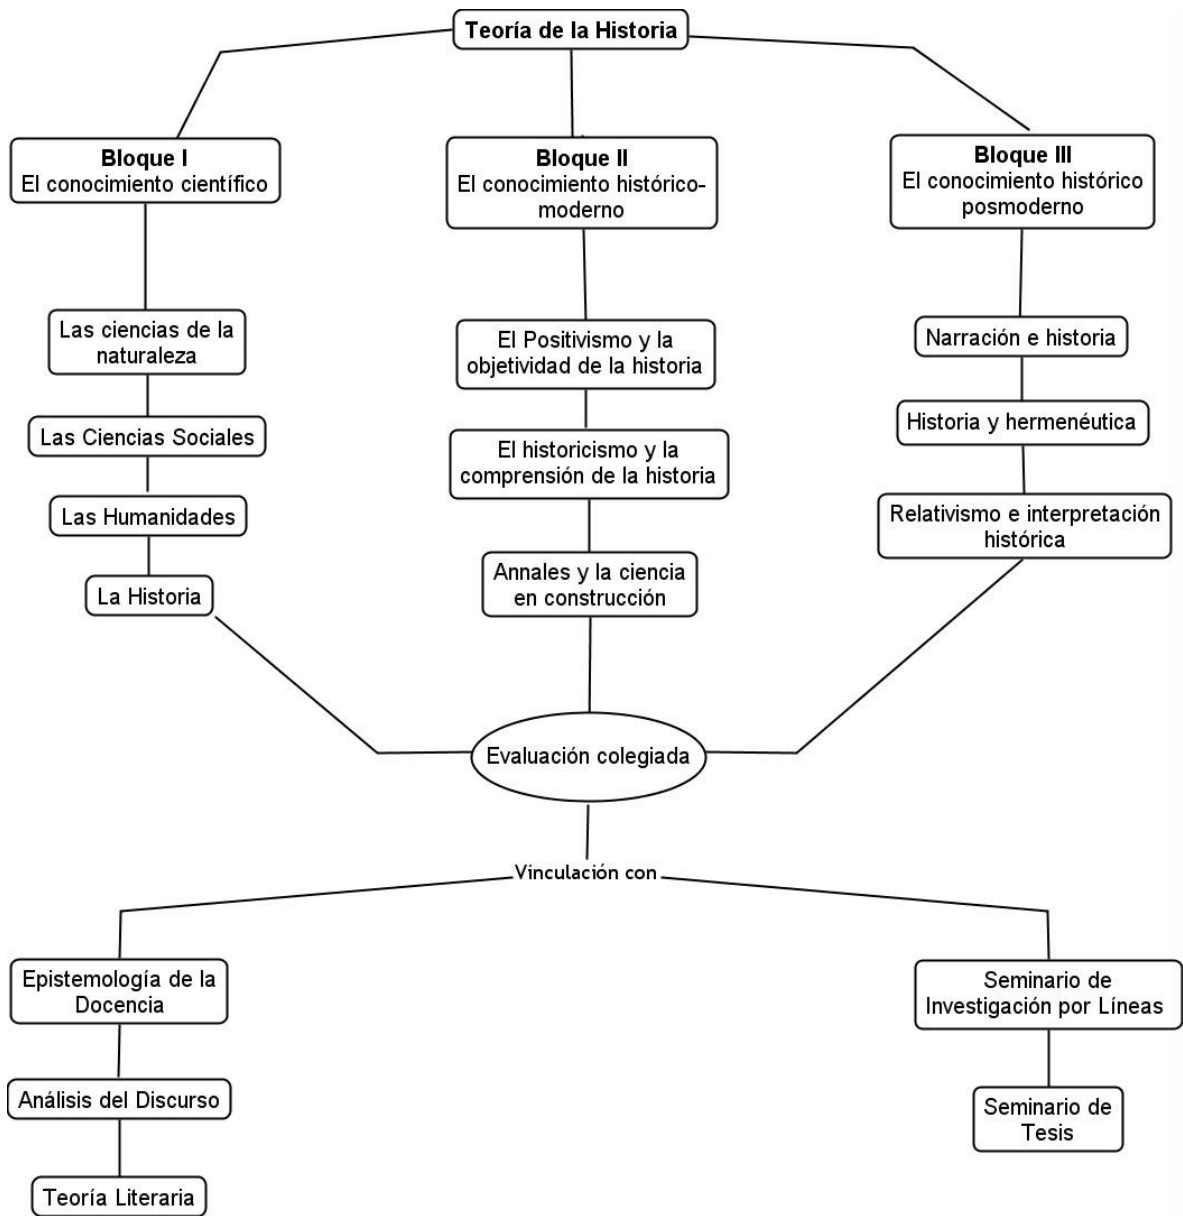 Teoría de la Historia
Bloque I
El conocimiento científico
Bloque II
El conocimiento histórico-
moderno
Bloque III
El conocimiento histórico
posmoderno
Las ciencias de la
naturaleza
Las Ciencias Sociales
Las Humanidades
La Historia
El Positivismo y la
objetividad de la historia
El historicismo y la
comprensión de la historia
Annales y la ciencia
en construcción
Narración e historia
Historia y hermenéutica
Relativismo e interpretación
histórica
Evaluación colegiada
Vinculación con
Epistemología de la
Docencia
Análisis del Discurso
Teoría Literaria
Seminario de
Investigación por Líneas
Seminario de
Tesis